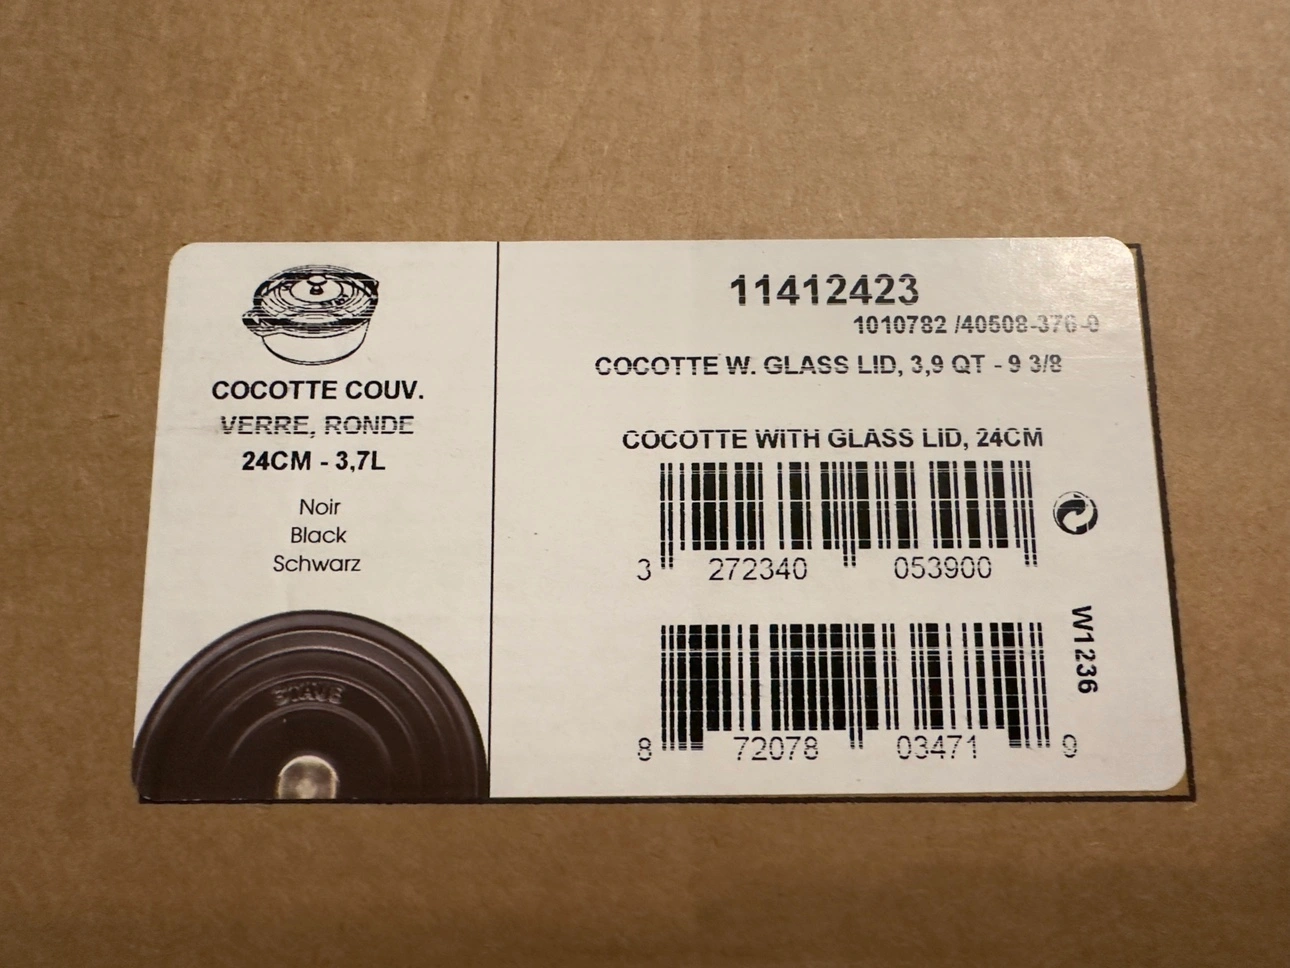 COCOTTE COUV.
VERRE, RONDE
24CM - 3,7L
Noir
Black
Schwarz
STAUB
11412423
1010782 /40508-376-0
COCOTTE W. GLASS LID, 3,9 QT - 9 3/8
COCOTTE WITH GLASS LID, 24CM
3 272340 053900
W1236
8 72078 03471 9